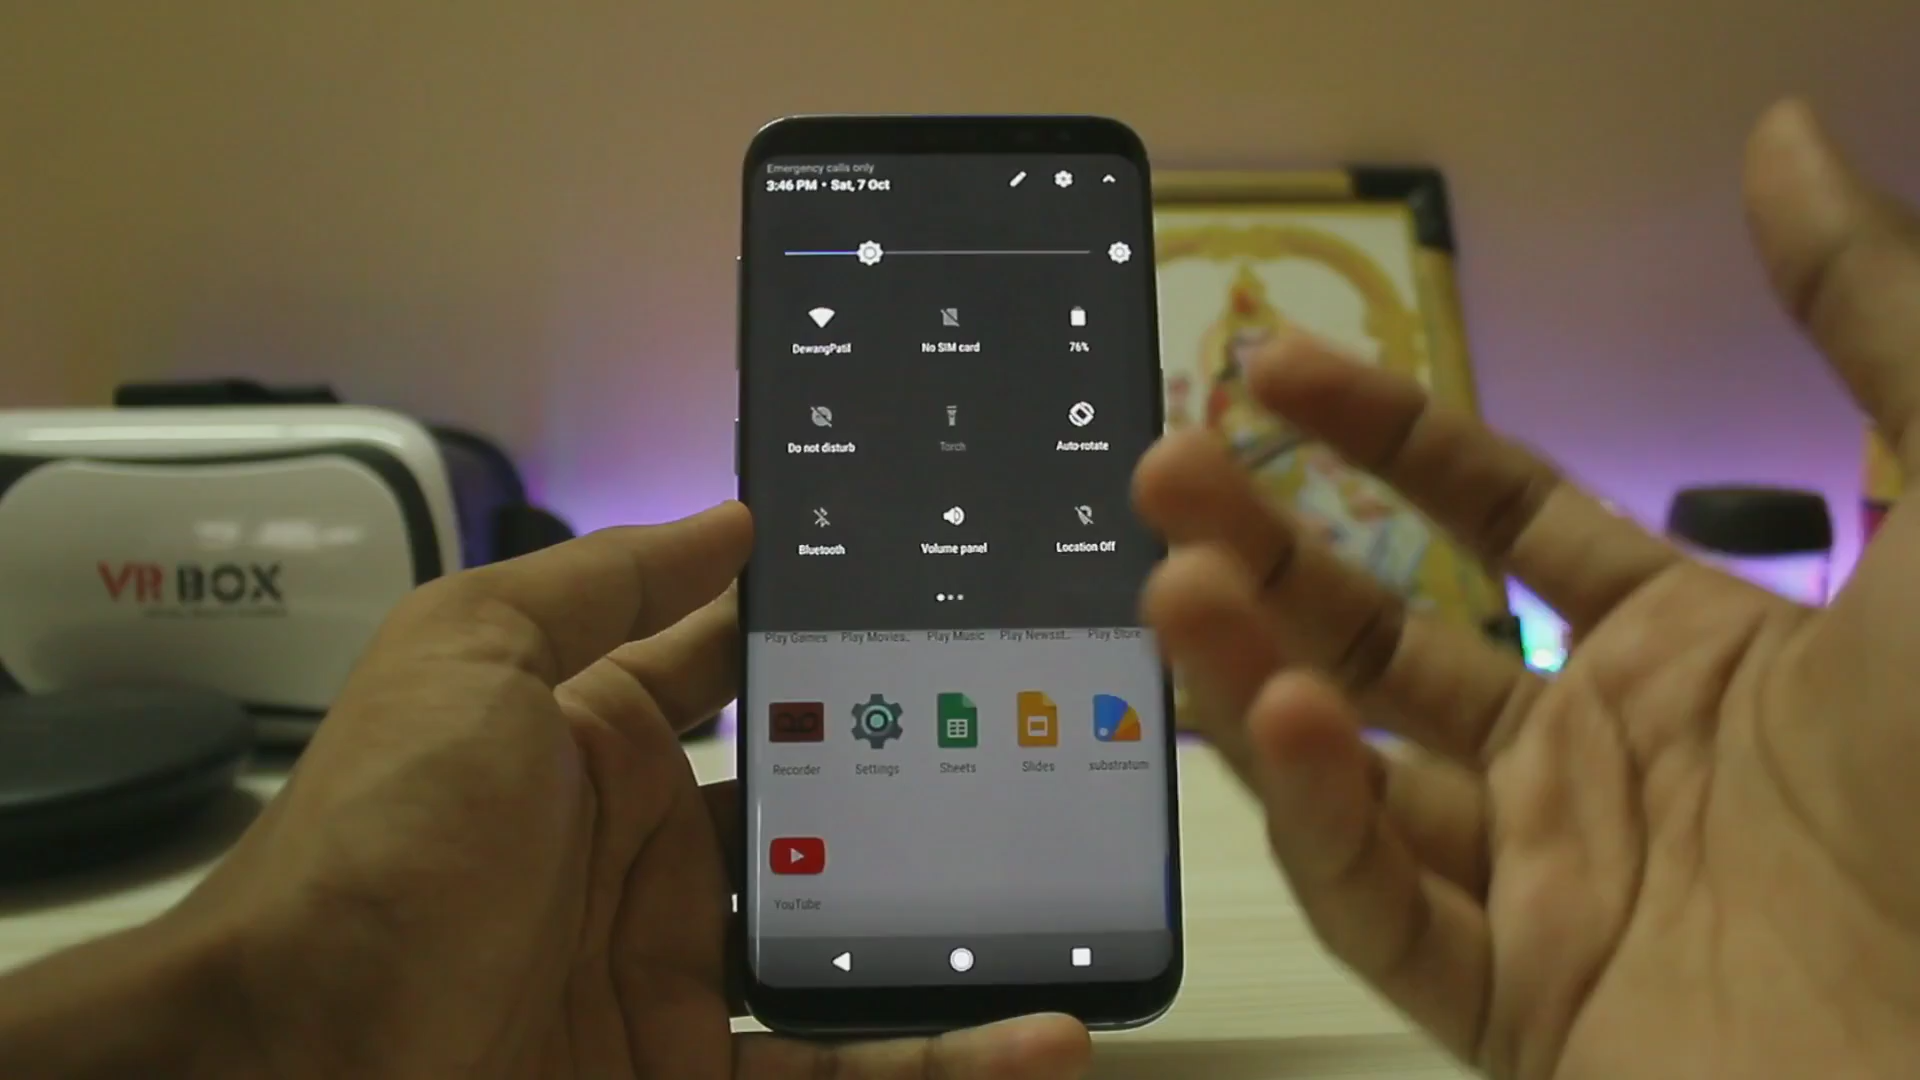 Emergency calls only
3:46 PM • Sat, 7 Oct
DewangPatil
No SIM card
76%
Do not disturb
Torch
Auto-rotate
Bluetooth
Volume panel
Location Off
Play Games
Play Movies..
Play Music
Play Newsst..
Play Store
Recorder
Settings
Sheets
Slides
substratum
YouTube
VR BOX